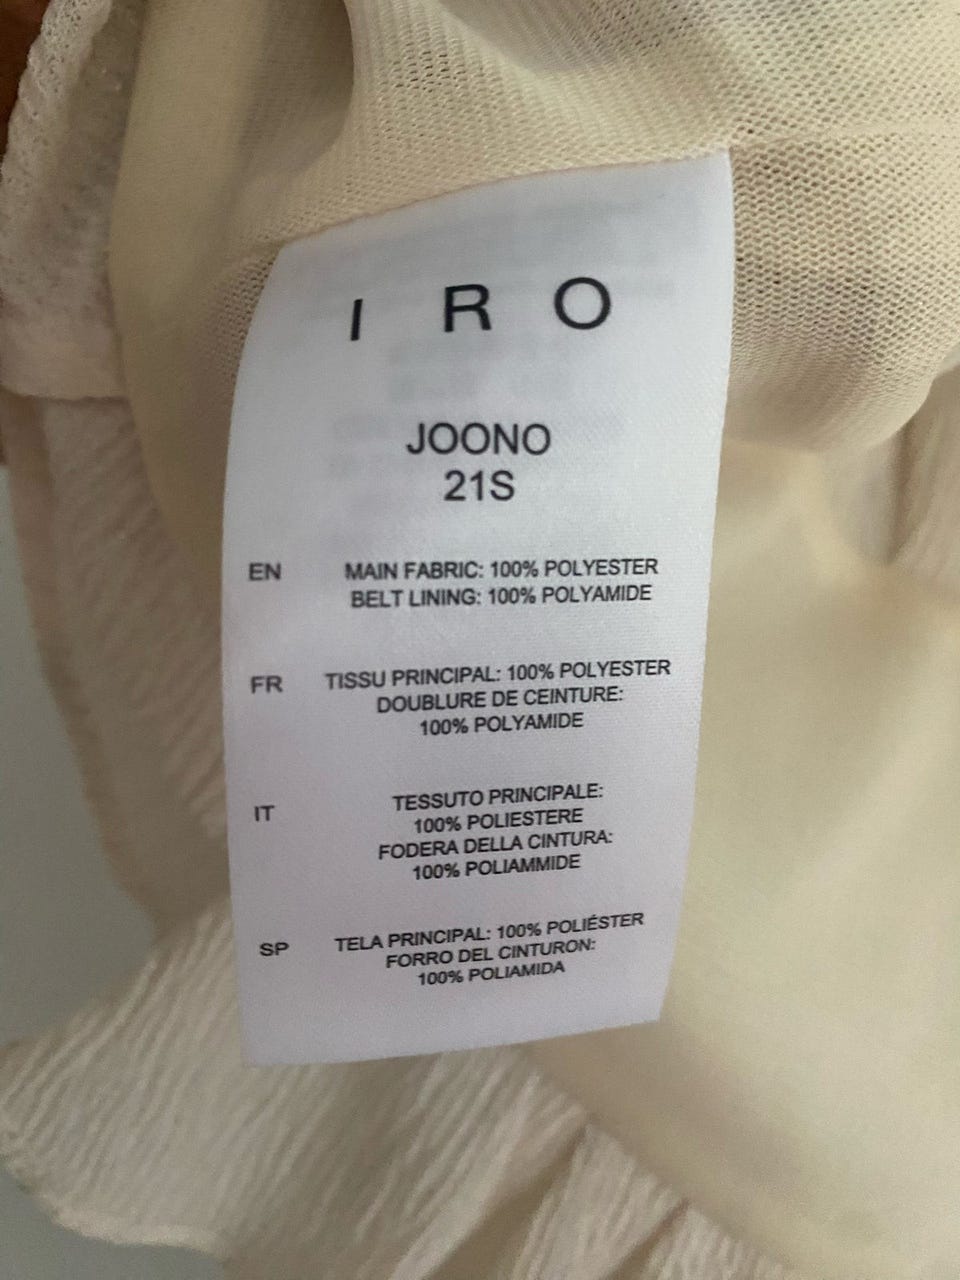 IRO
JOONO
21S
EN MAIN FABRIC: 100% POLYESTER
BELT LINING: 100% POLYAMIDE
FR TISSU PRINCIPAL: 100% POLYESTER
DOUBLURE DE CEINTURE:
100% POLYAMIDE
IT TESSUTO PRINCIPALE:
100% POLIESTERE
FODERA DELLA CINTURA:
100% POLIAMMIDE
SP TELA PRINCIPAL: 100% POLIÉSTER
FORRO DEL CINTURON:
100% POLIAMIDA